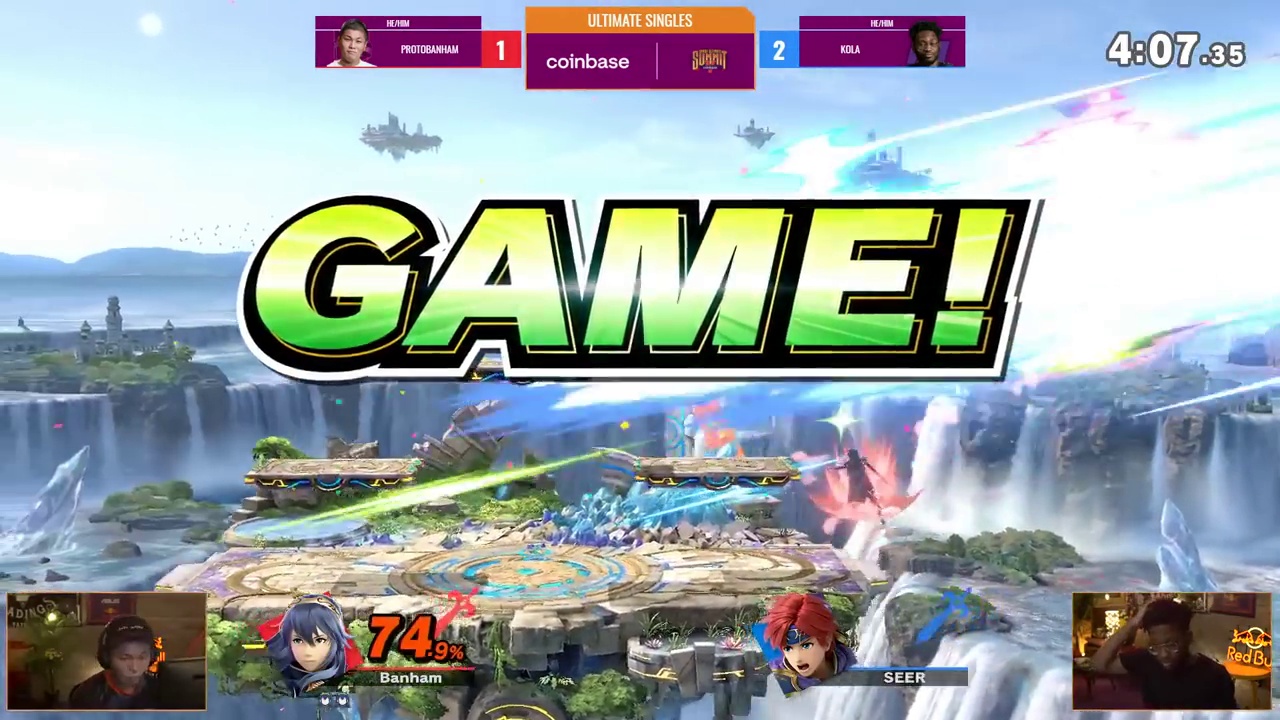 HE/HIM
PROTOBANHAM
1
ULTIMATE SINGLES
coinbase
SUMMIT
2
HE/HIM
KOLA
4:07.35
GAME!
74.9%
Banham
SEER
Red Bu